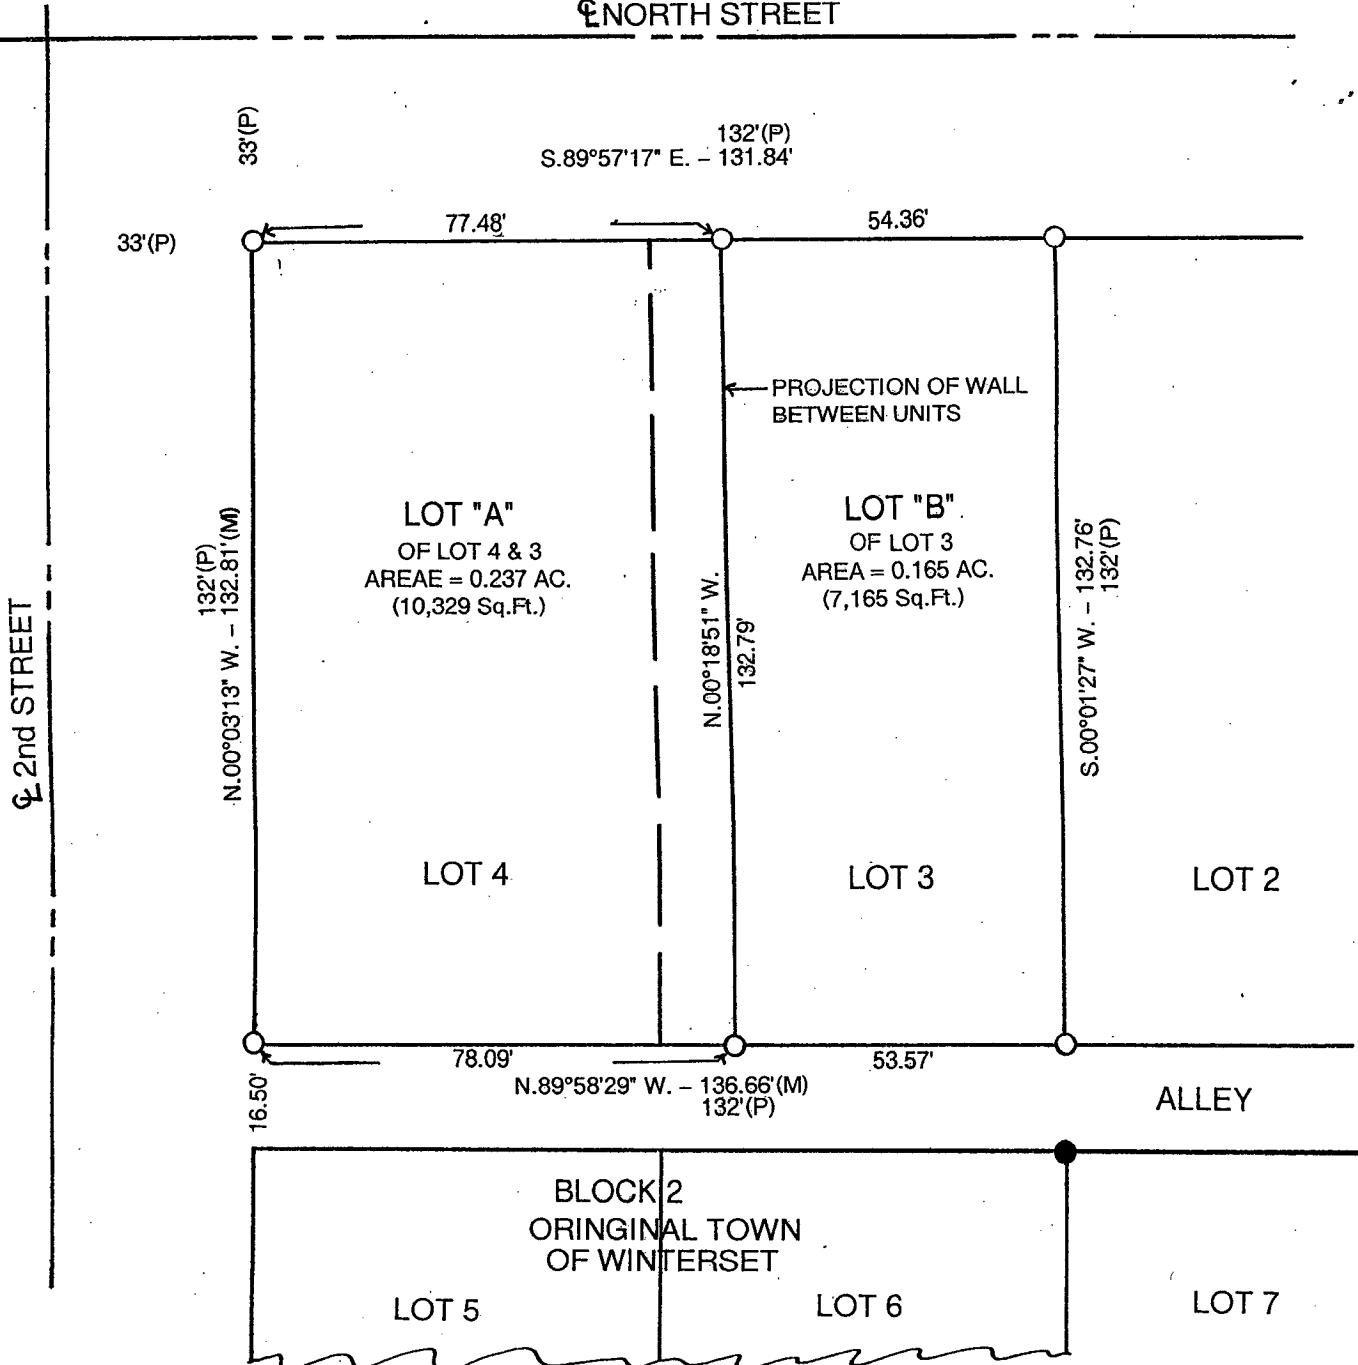 ℄ NORTH STREET
33'(P)
132'(P)
S.89°57'17" E. – 131.84'
33'(P)
77.48'
54.36'
PROJECTION OF WALL
BETWEEN UNITS
LOT "A"
OF LOT 4 & 3
AREAE = 0.237 AC.
(10,329 Sq.Ft.)
LOT "B"
OF LOT 3
AREA = 0.165 AC.
(7,165 Sq.Ft.)
132'(P)
N.00°03'13" W. – 132.81'(M)
N.00°18'51" W.
132.79'
S.00°01'27" W. – 132.76'
132'(P)
℄ 2nd STREET
LOT 4
LOT 3
LOT 2
78.09'
53.57'
N.89°58'29" W. – 136.66'(M)
132'(P)
16.50'
ALLEY
BLOCK 2
ORINGINAL TOWN
OF WINTERSET
LOT 5
LOT 6
LOT 7